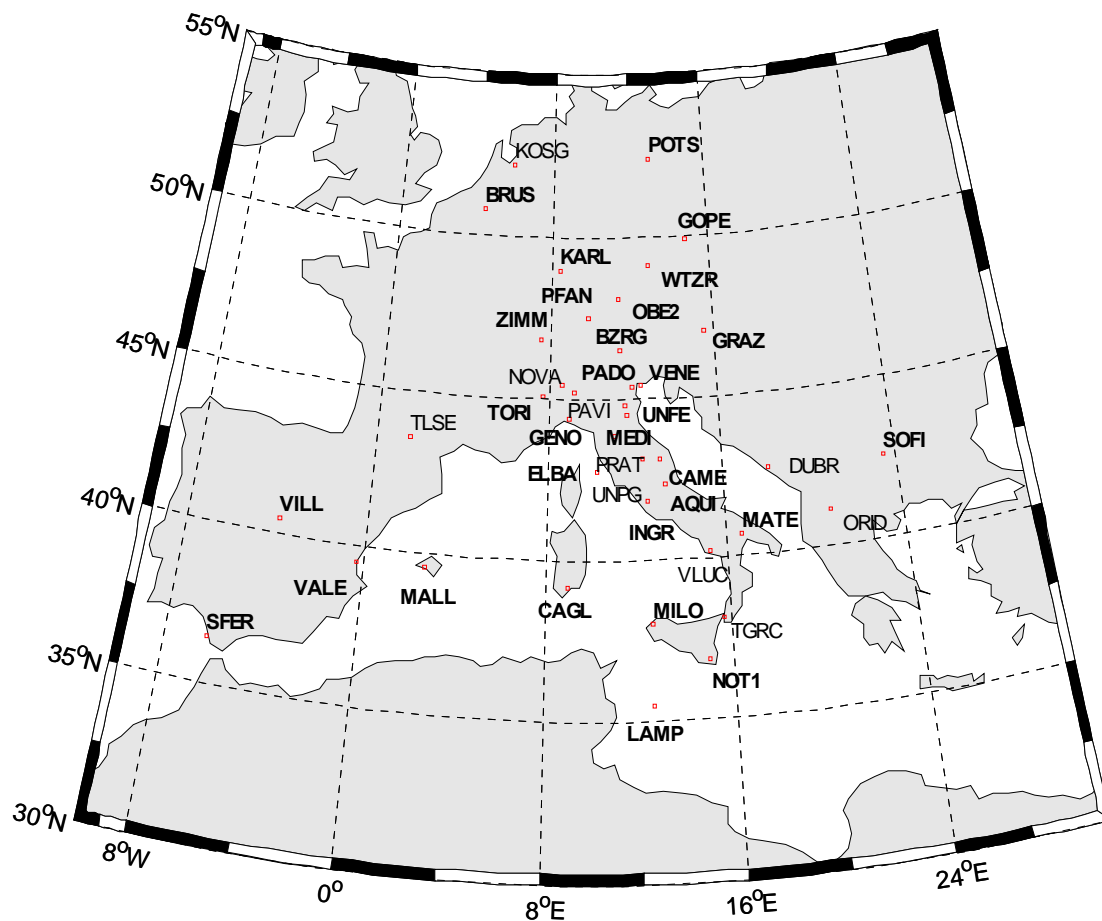 55°N
KOSG
POTS
50°N
BRUS
GOPE
KARL
WTZR
PFAN
OBE2
ZIMM
BZRG
GRAZ
45°N
NOVA
PADO
VENE
TORI
PAVI
UNFE
TLSE
GENO
MEDI
SOFI
ELBA
PRAT
DUBR
CAME
UNPG
40°N
VILL
AQUI
MATE
ORID
INGR
VLUC
VALE
MALL
CAGL
MILO
SFER
TGRC
35°N
NOT1
LAMP
30°N
8°W
0°
8°E
16°E
24°E